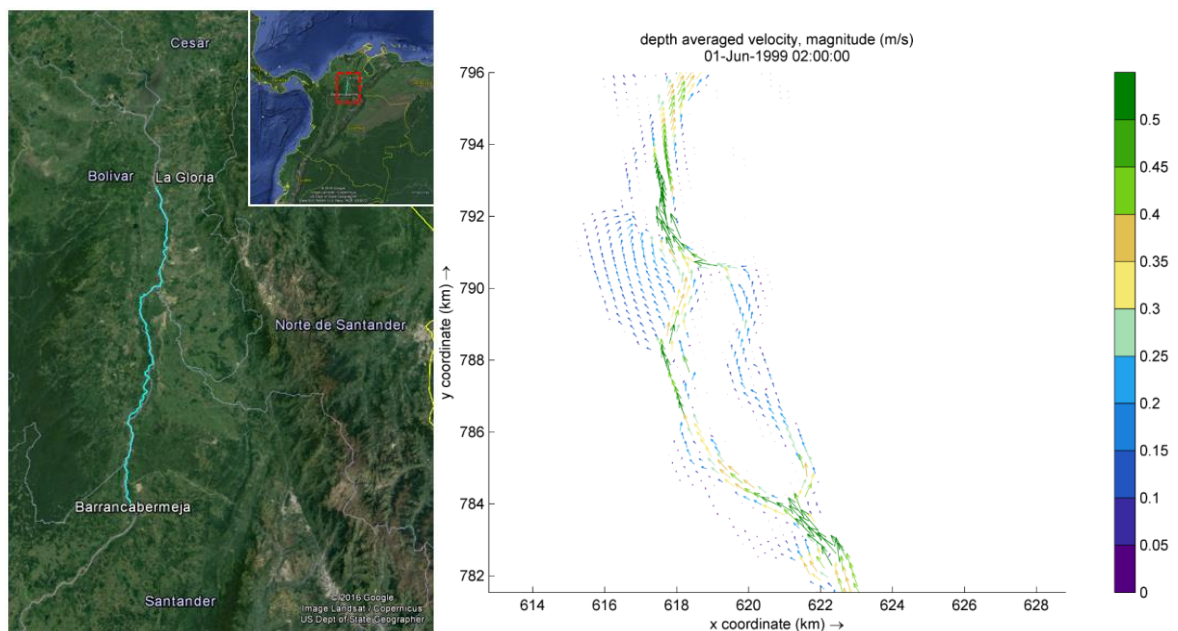 Cesar
Bolívar
La Gloria
Norte de Santander
Barrancabermeja
Santander
© 2016 Google
Image Landsat / Copernicus
US Dept of State Geographer
depth averaged velocity, magnitude (m/s)
01-Jun-1999 02:00:00
y coordinate (km) →
796
794
792
790
788
786
784
782
614 616 618 620 622 624 626 628
x coordinate (km) →
0.5
0.45
0.4
0.35
0.3
0.25
0.2
0.15
0.1
0.05
0